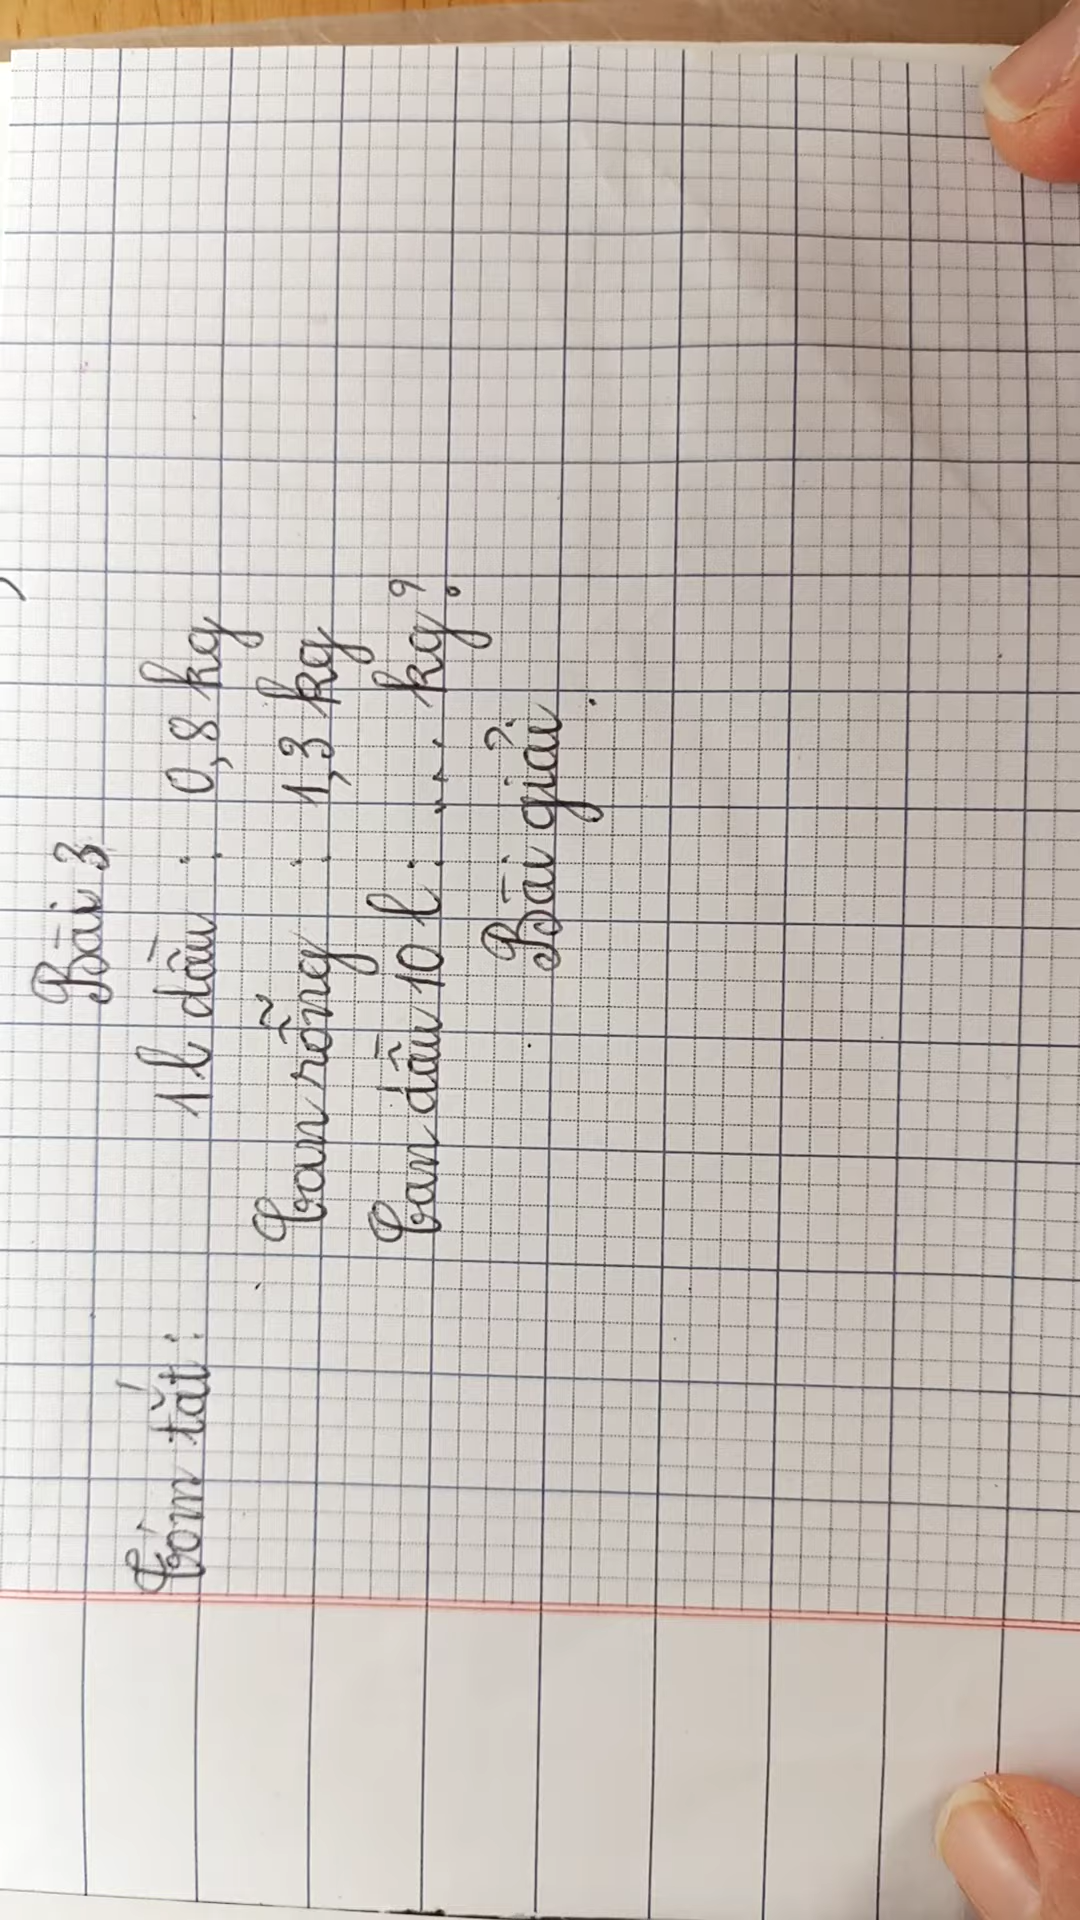 Bài 3
Tóm tắt: 1l dầu : 0,8 kg
Can rỗng : 1,3 kg
Can dầu 10 l: .... kg?
Bài giải